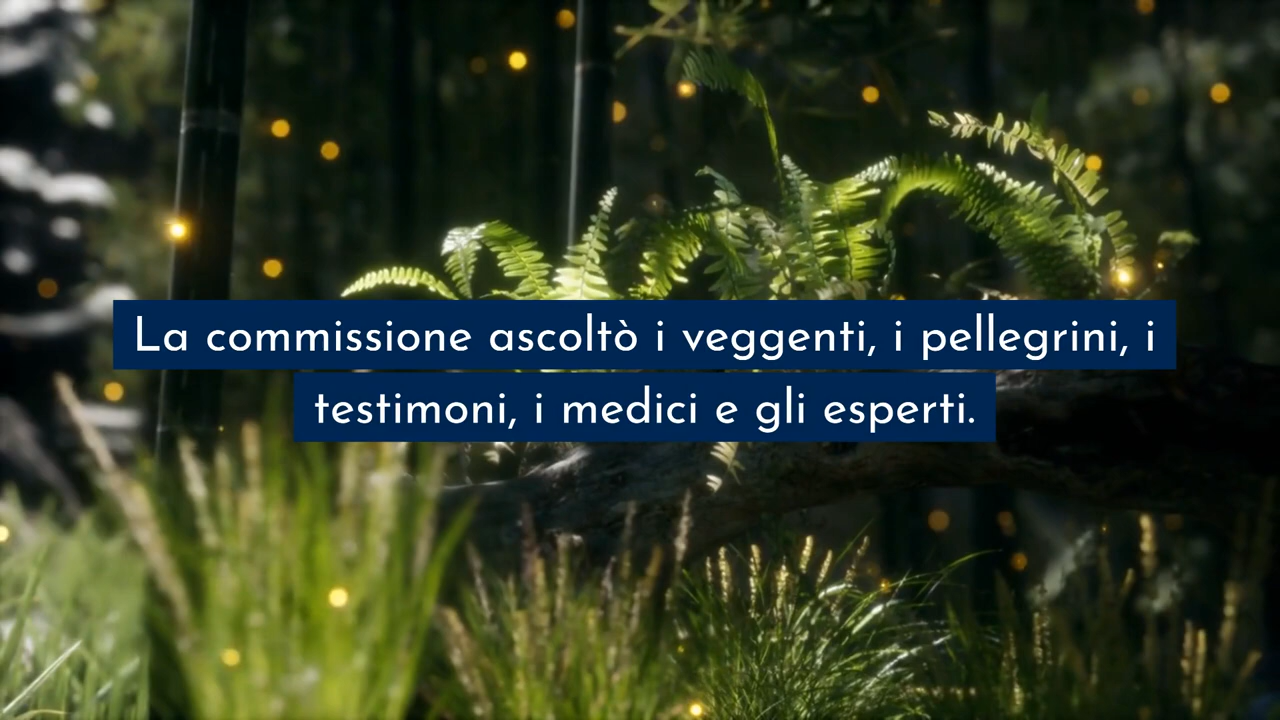 La commissione ascoltò i veggenti, i pellegrini, i
testimoni, i medici e gli esperti.